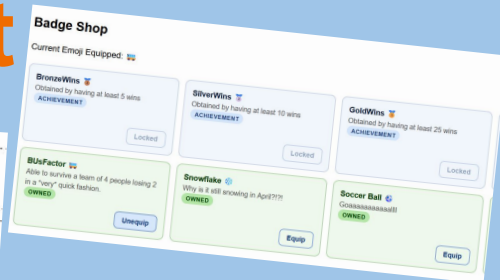 t
Badge Shop
Current Emoji Equipped: 🚌
BronzeWins 🥉
Obtained by having at least 5 wins
ACHIEVEMENT
Locked
SilverWins 🥈
Obtained by having at least 10 wins
ACHIEVEMENT
Locked
GoldWins 🥇
Obtained by having at least 25 wins
ACHIEVEMENT
Locked
BUsFactor 🚌
Able to survive a team of 4 people losing 2
in a "very" quick fashion.
OWNED
Unequip
Snowflake ❄️
Why is it still snowing in April?!?!
OWNED
Equip
Soccer Ball ⚽
OWNED
Equip